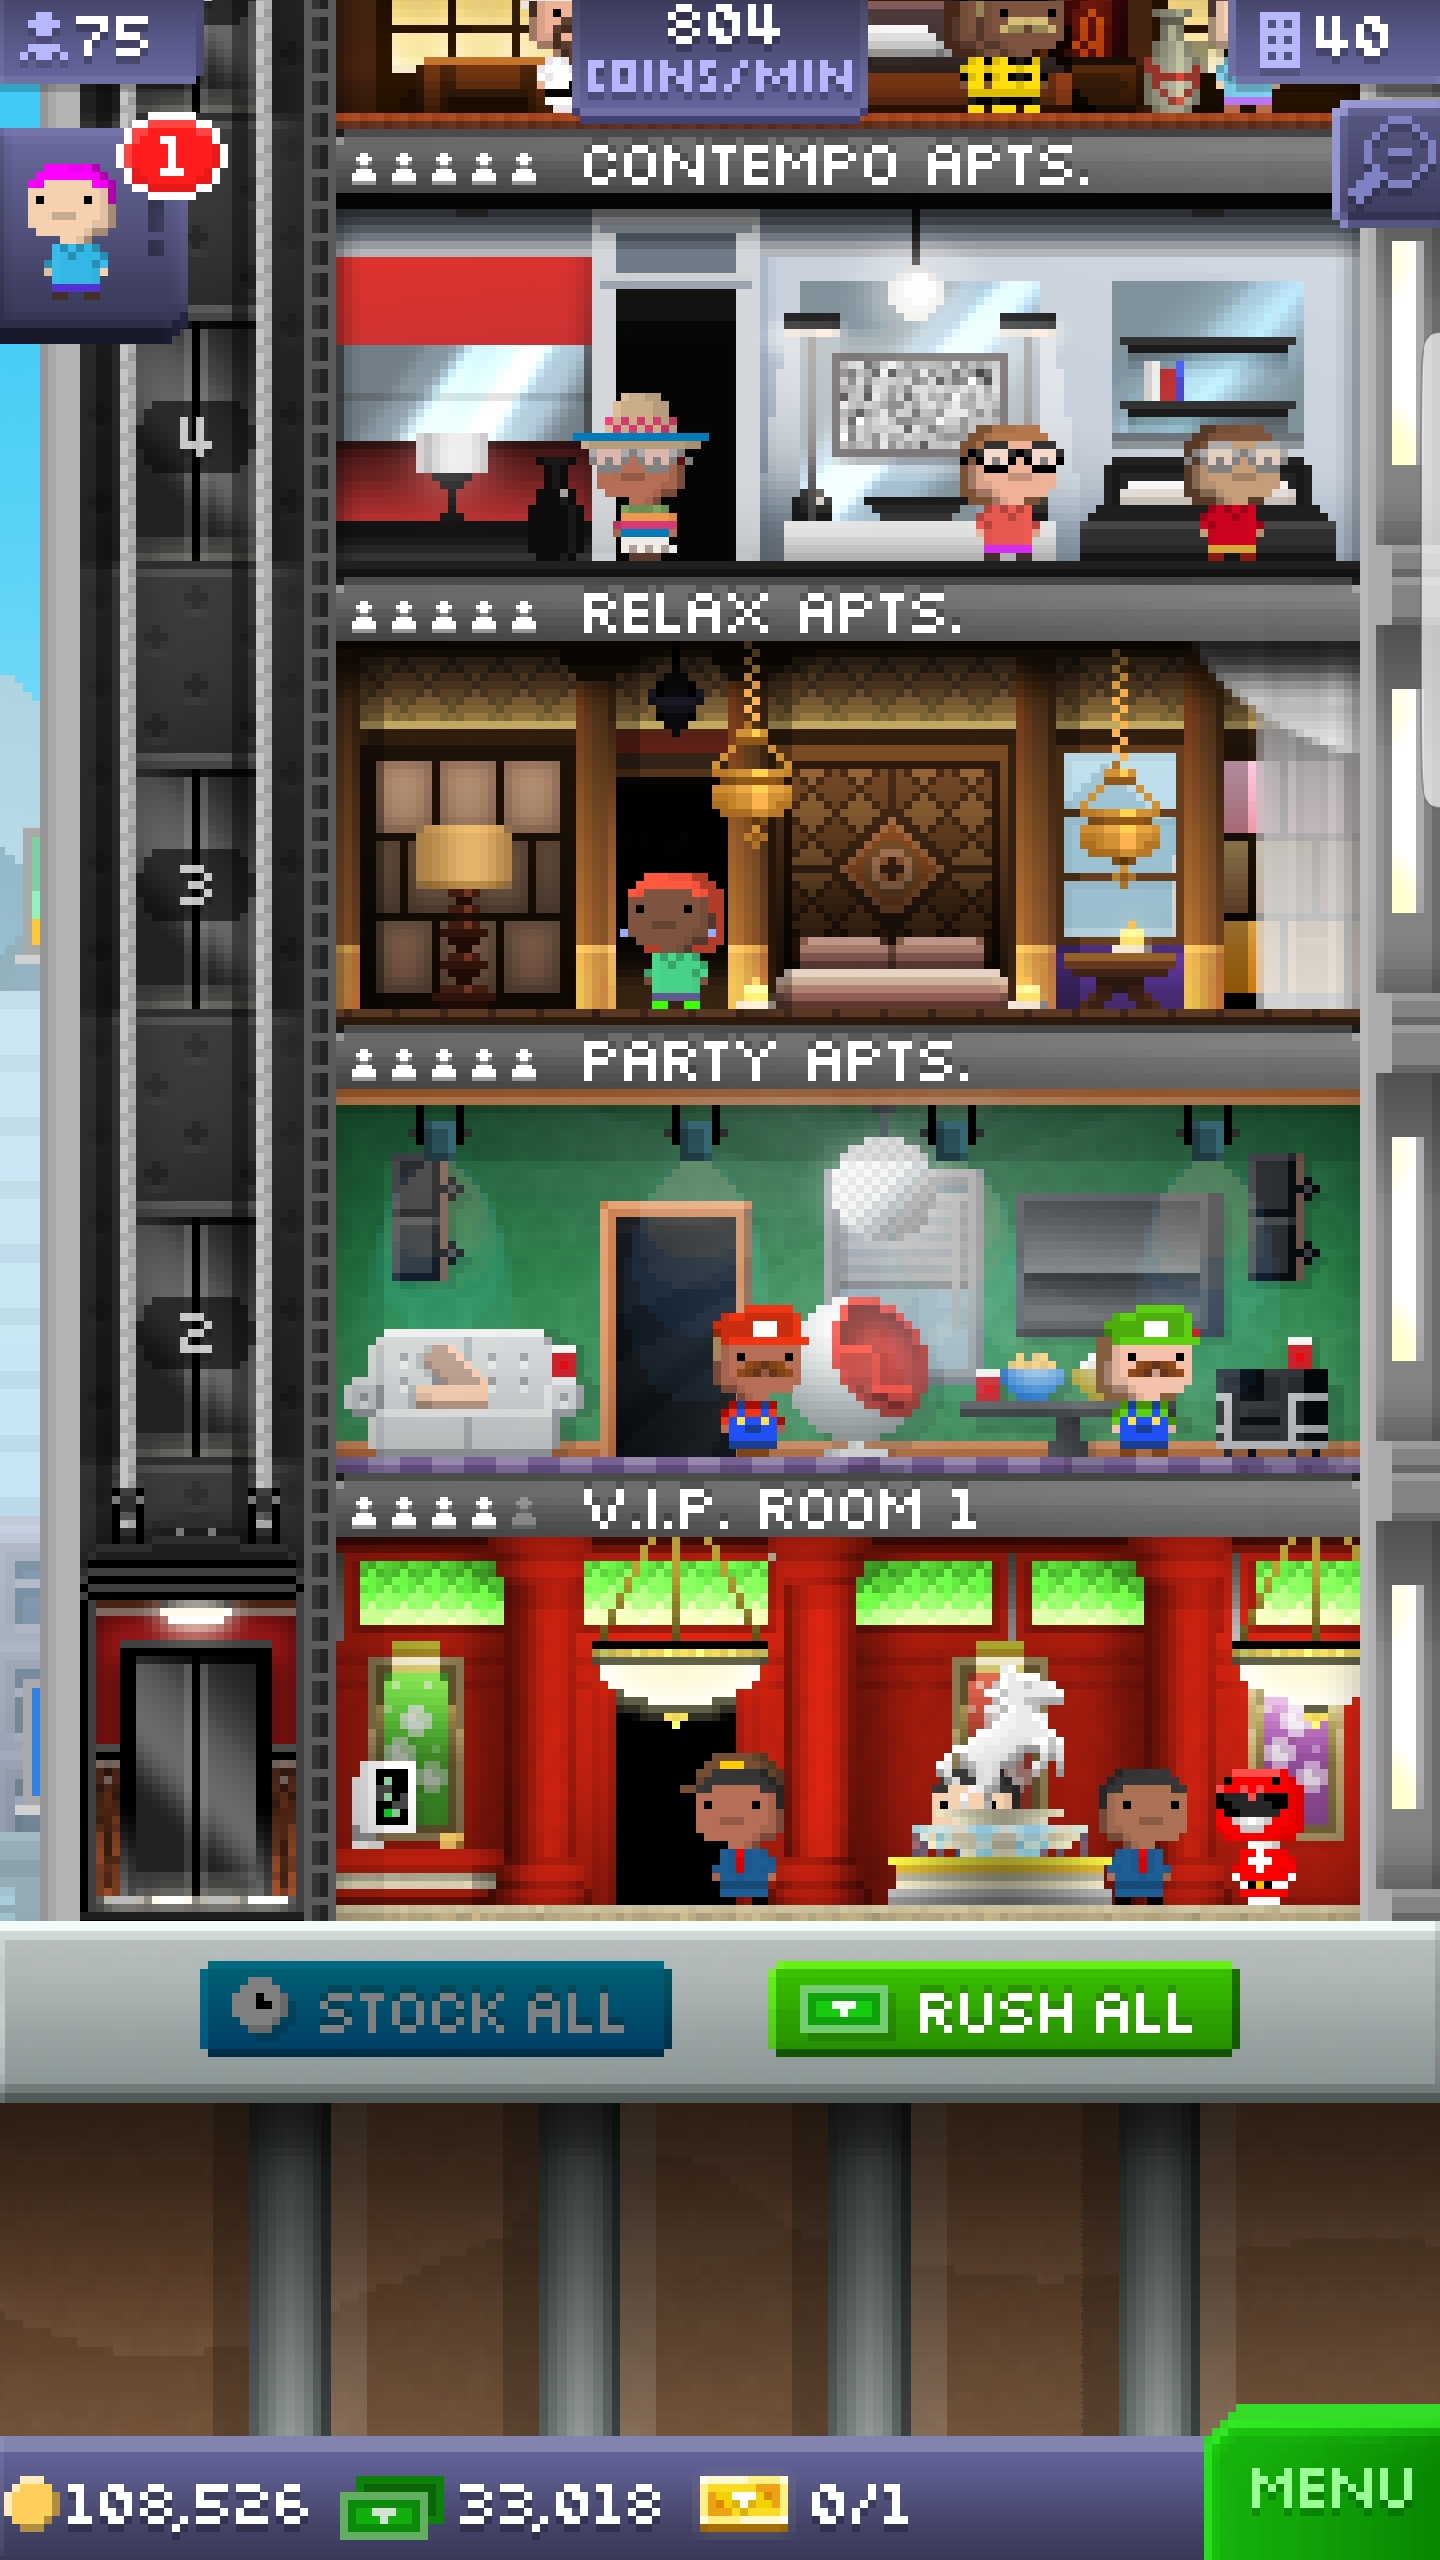 75
804
COINS/MIN
40
1
CONTEMPO APTS.
4
RELAX APTS.
3
PARTY APTS.
2
V.I.P. ROOM 1
STOCK ALL
RUSH ALL
108,526
33,018
0/1
MENU